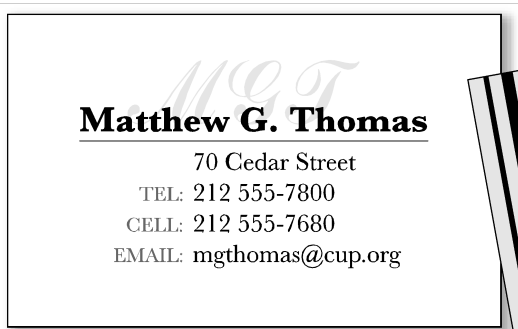 MGT
Matthew G. Thomas
70 Cedar Street
TEL: 212 555-7800
CELL: 212 555-7680
EMAIL: mgthomas@cup.org